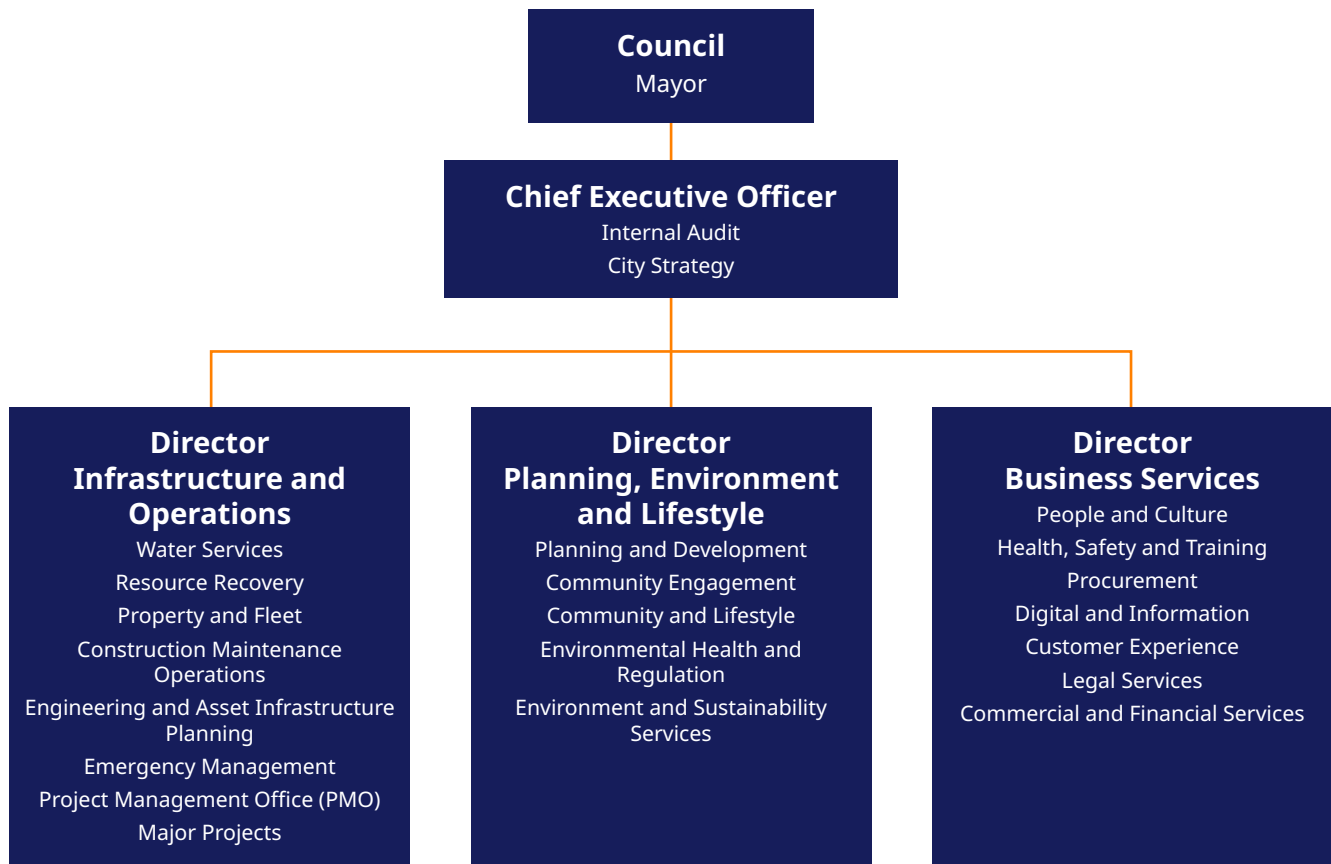 Council
Mayor
Chief Executive Officer
Internal Audit
City Strategy
Director
Infrastructure and
Operations
Water Services
Resource Recovery
Property and Fleet
Construction Maintenance
Operations
Engineering and Asset Infrastructure
Planning
Emergency Management
Project Management Office (PMO)
Major Projects
Director
Planning, Environment
and Lifestyle
Planning and Development
Community Engagement
Community and Lifestyle
Environmental Health and
Regulation
Environment and Sustainability
Services
Director
Business Services
People and Culture
Health, Safety and Training
Procurement
Digital and Information
Customer Experience
Legal Services
Commercial and Financial Services